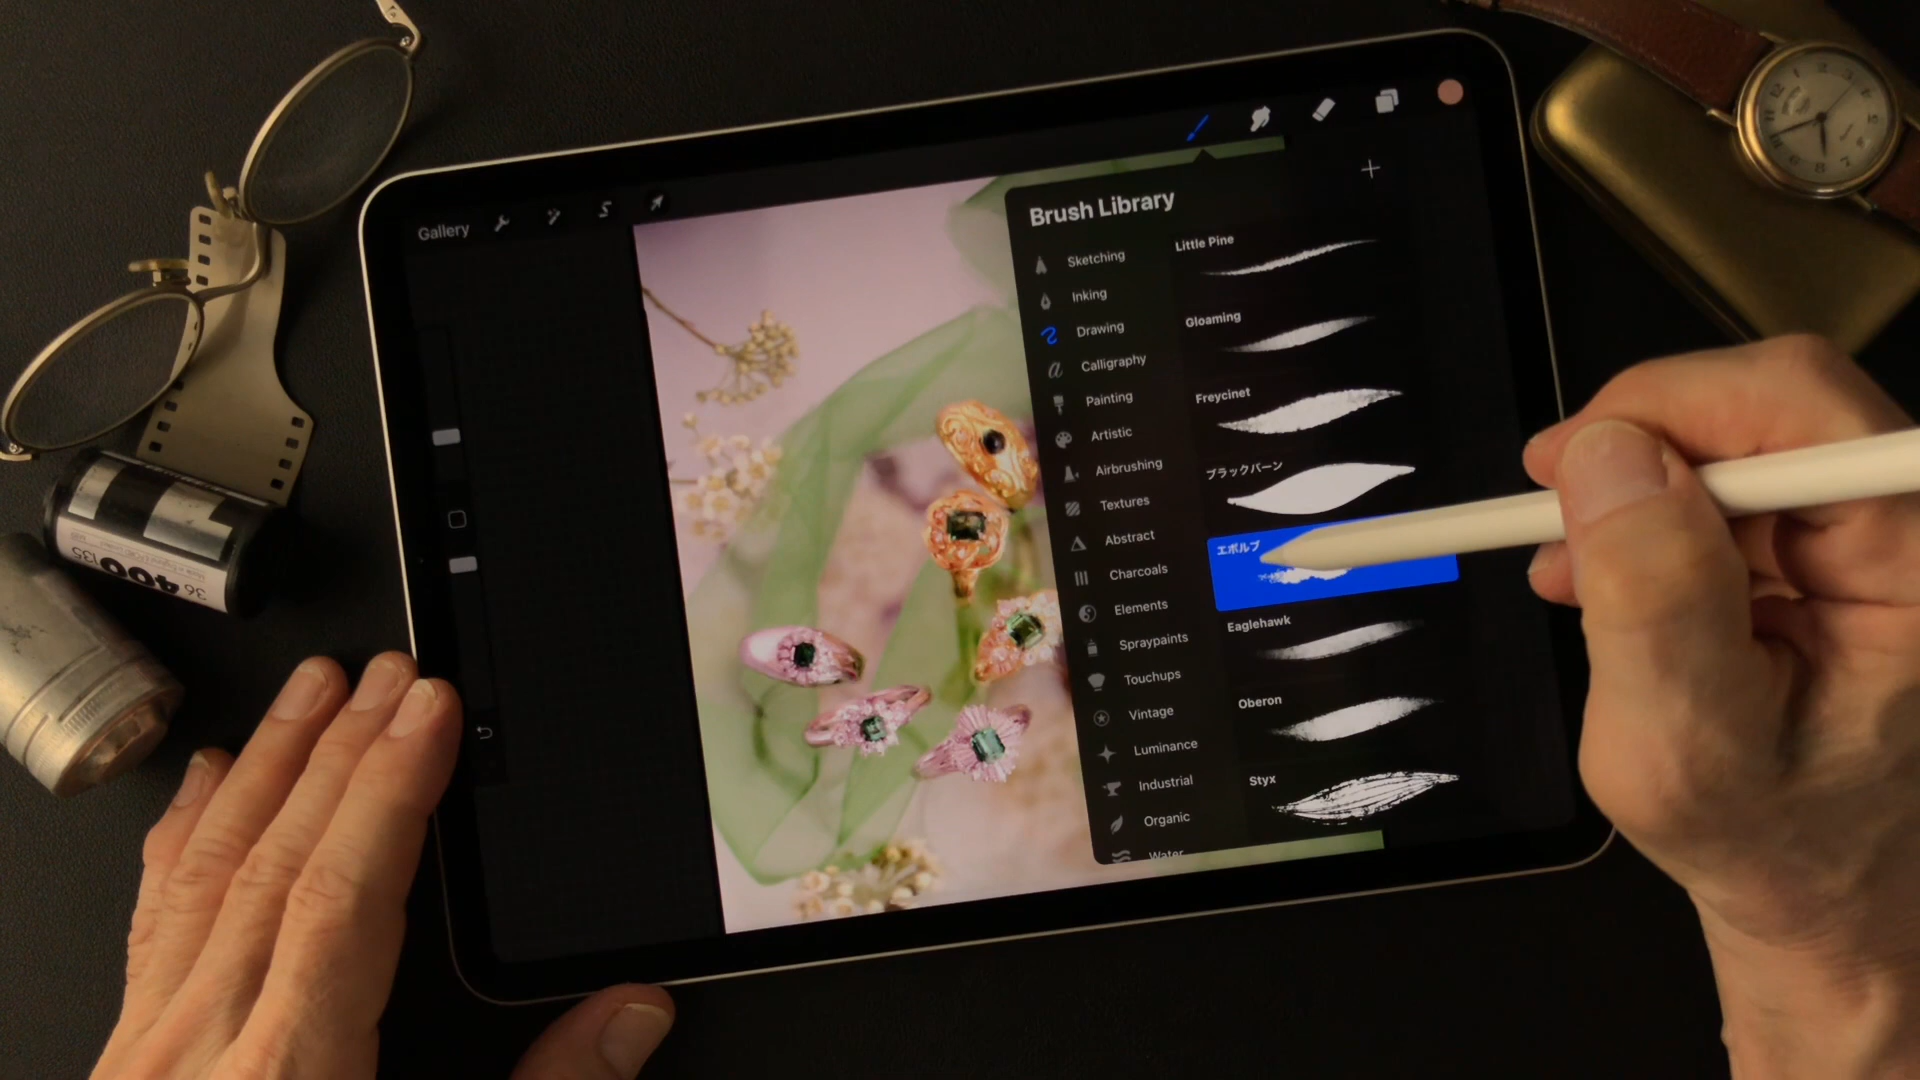 Gallery
Brush Library
Sketching
Inking
Drawing
Calligraphy
Painting
Artistic
Airbrushing
Textures
Abstract
Charcoals
Elements
Spraypaints
Touchups
Vintage
Luminance
Industrial
Organic
Water
Little Pine
Gloaming
Freycinet
ブラックバーン
エボルブ
Eaglehawk
Oberon
Styx
400
36
135